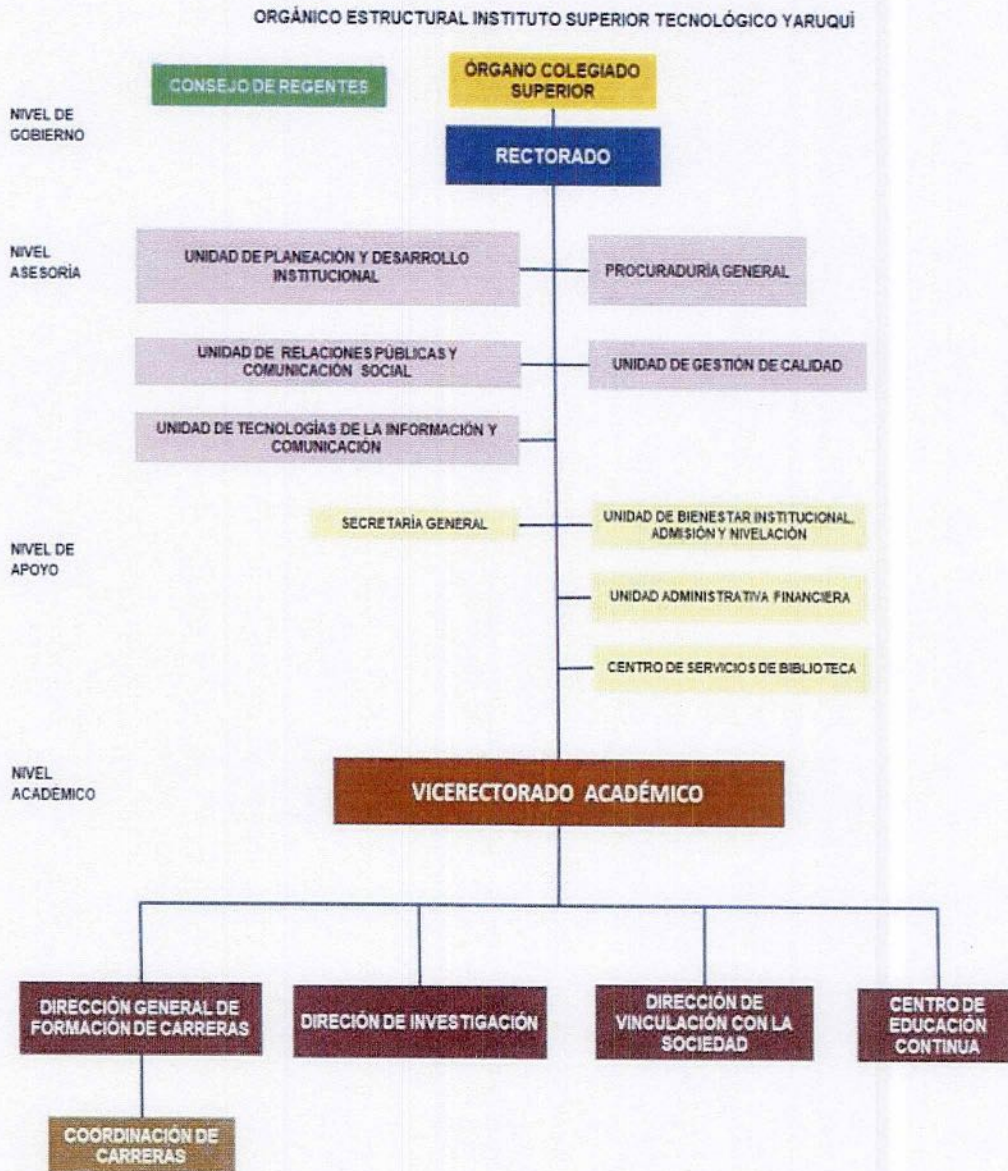 ORGÁNICO ESTRUCTURAL INSTITUTO SUPERIOR TECNOLÓGICO YARUQUÍ
CONSEJO DE REGENTES
ÓRGANO COLEGIADO
SUPERIOR
NIVEL DE
GOBIERNO
RECTORADO
NIVEL
ASESORÍA
UNIDAD DE PLANEACIÓN Y DESARROLLO
INSTITUCIONAL
PROCURADURÍA GENERAL
UNIDAD DE RELACIONES PÚBLICAS Y
COMUNICACIÓN SOCIAL
UNIDAD DE GESTIÓN DE CALIDAD
UNIDAD DE TECNOLOGÍAS DE LA INFORMACIÓN Y
COMUNICACIÓN
SECRETARÍA GENERAL
UNIDAD DE BIENESTAR INSTITUCIONAL,
ADMISIÓN Y NIVELACIÓN
NIVEL DE
APOYO
UNIDAD ADMINISTRATIVA FINANCIERA
CENTRO DE SERVICIOS DE BIBLIOTECA
NIVEL
ACADÉMICO
VICERECTORADO ACADÉMICO
DIRECCIÓN GENERAL DE
FORMACIÓN DE CARRERAS
DIRECIÓN DE INVESTIGACIÓN
DIRECCIÓN DE
VINCULACIÓN CON LA
SOCIEDAD
CENTRO DE
EDUCACIÓN
CONTINUA
COORDINACIÓN DE
CARRERAS